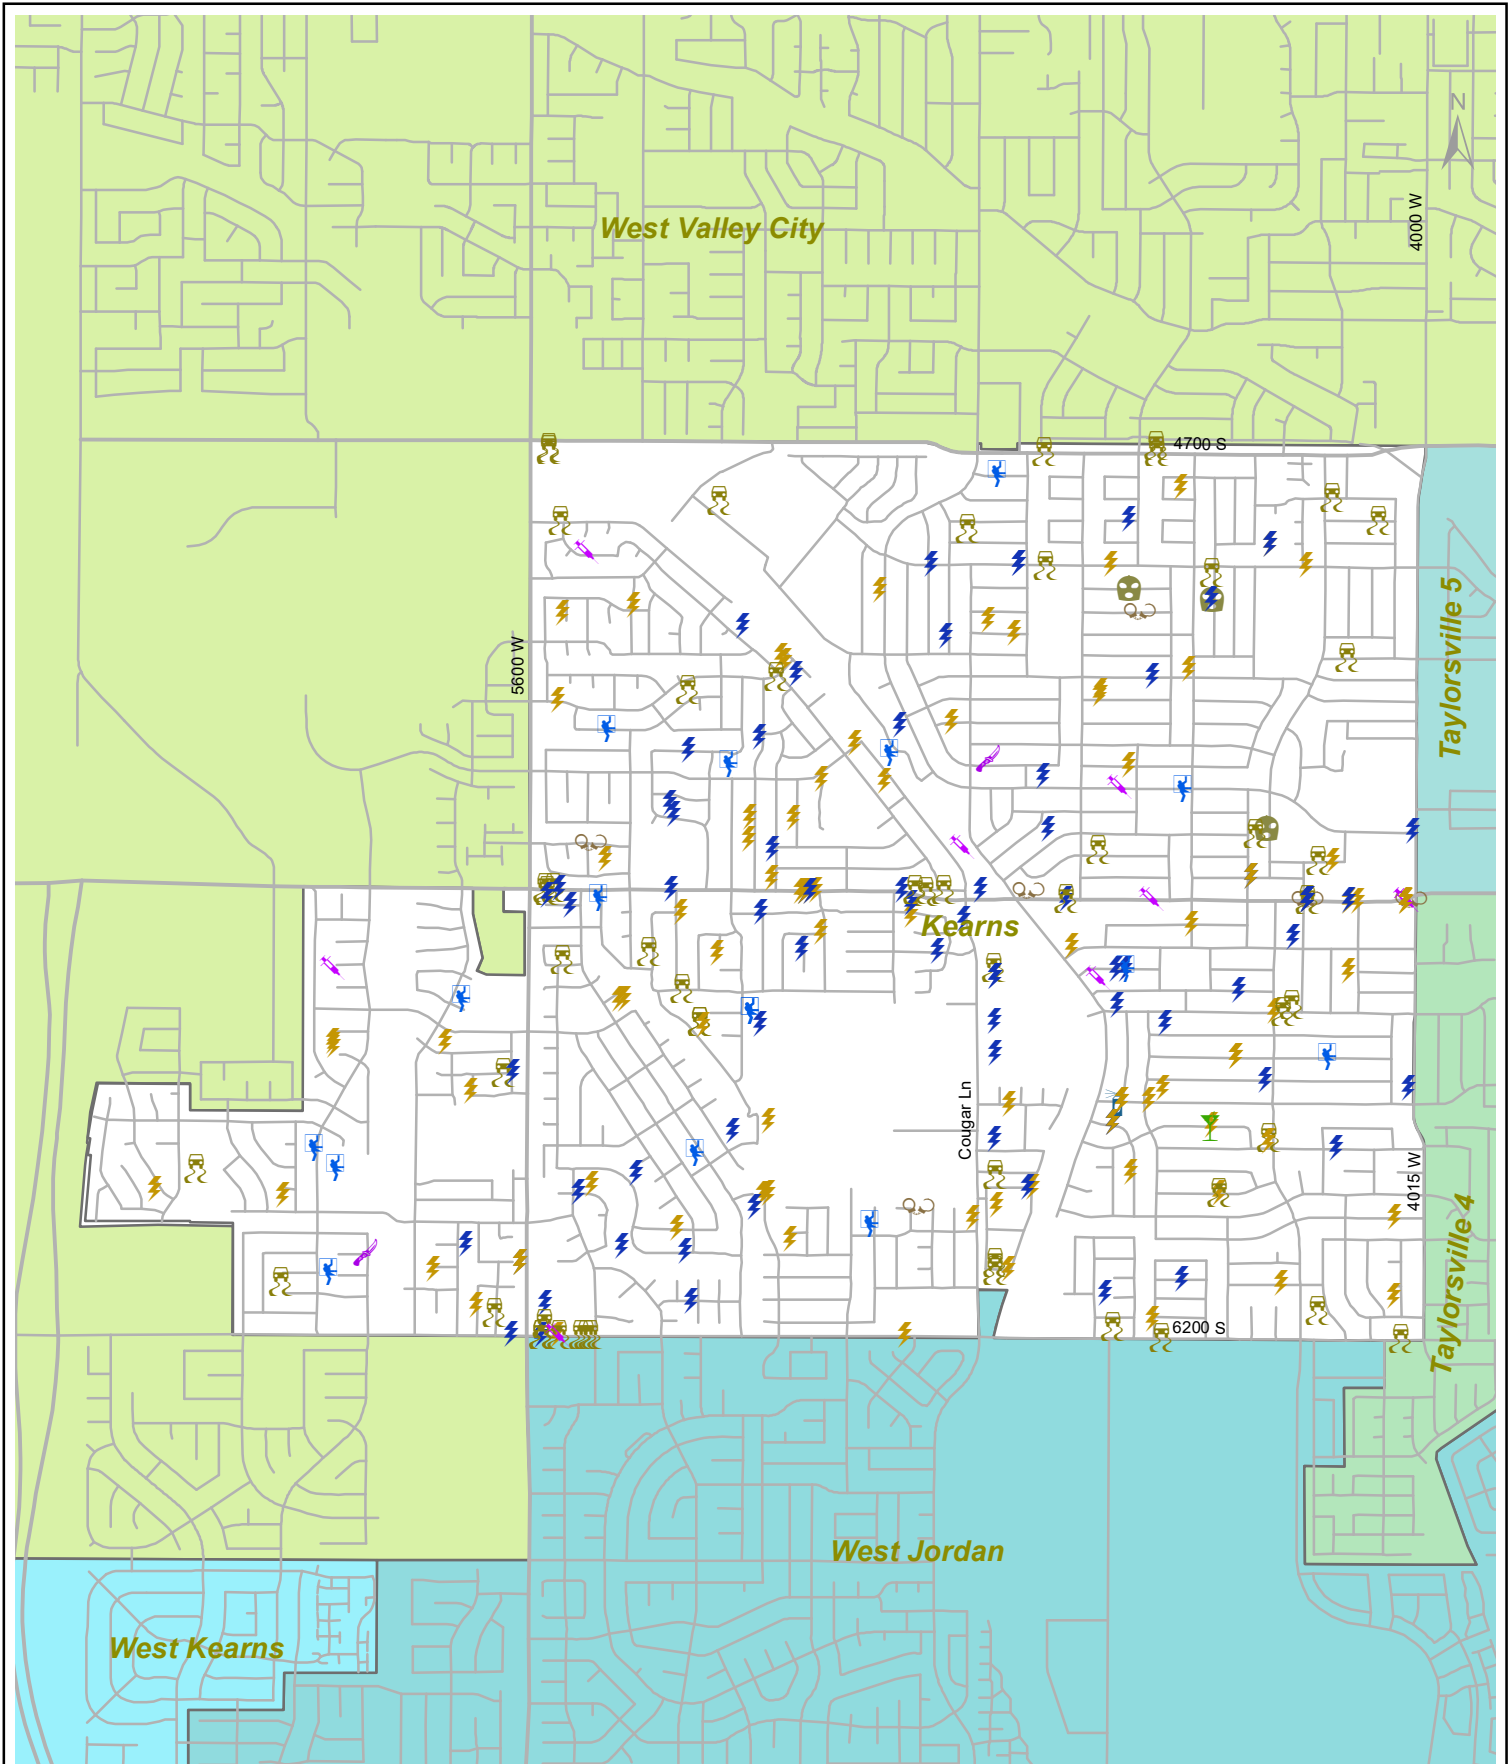 N
4000 W
West Valley City
4700 S
Taylorsville 5
5600 W
Kearns
Cougar Ln
4015 W
Taylorsville 4
6200 S
West Jordan
West Kearns